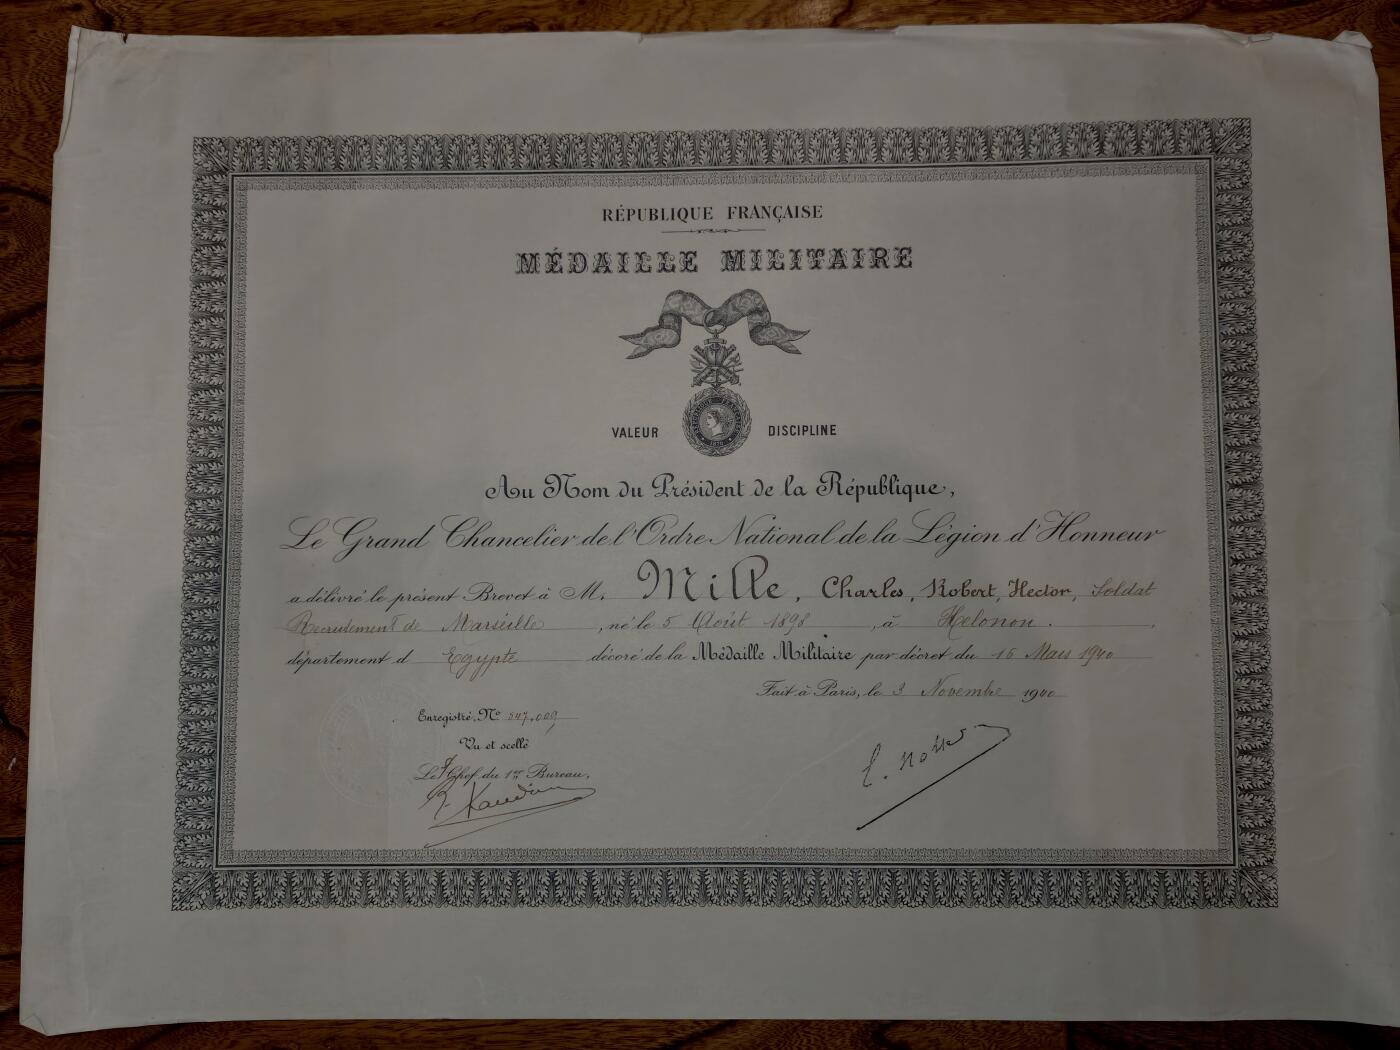 RÉPUBLIQUE FRANÇAISE
MÉDAILLE MILITAIRE
VALEUR DISCIPLINE
Au Nom du Président de la République,
Le Grand Chancelier de l'Ordre National de la Légion d'Honneur
a délivré le présent Brevet à M. Mille, Charles, Robert, Hector, Soldat
Recrutement de Marseille, né le 5 Août 1898, à Helonou.
département d Egypte décoré de la Médaille Militaire par décret du 16 Mars 1940
Fait à Paris, le 3 Novembre 1940
Enregistré, N° 547.009
Vu et scellé
Le Chef du 1er Bureau,